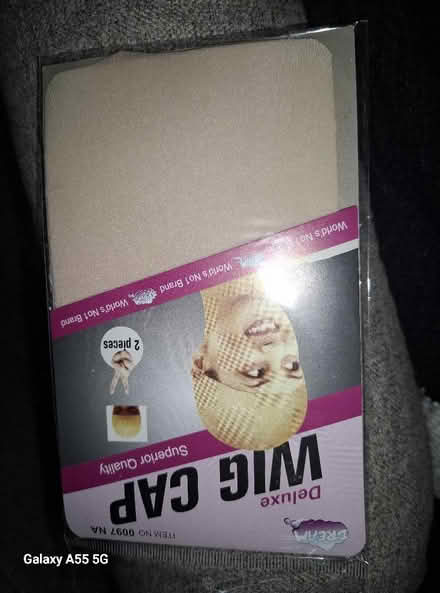 DREAM
ITEM NO 0097 NA
Deluxe
WIG CAP
Superior Quality
2 pieces
World's No1 Brand World's No1 Brand World's No1
Galaxy A55 5G